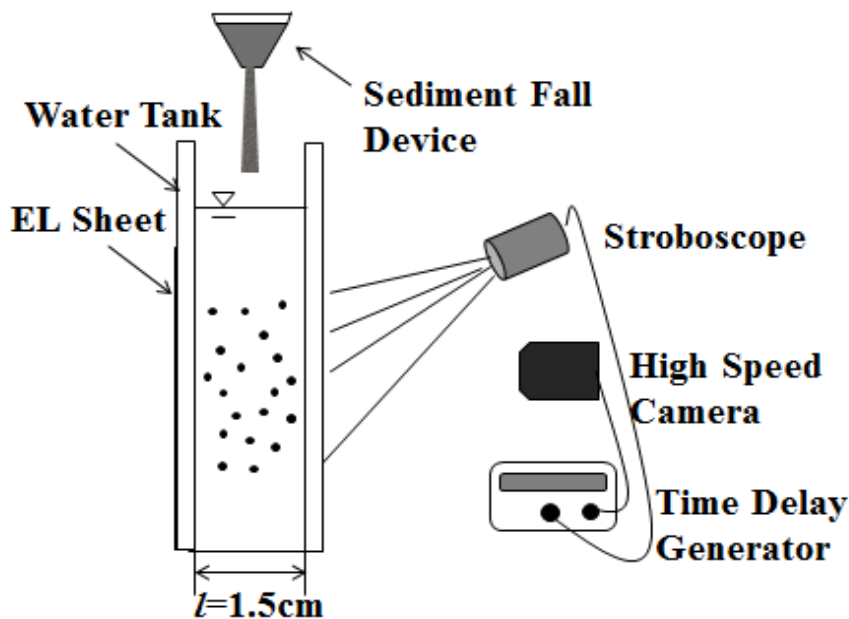 Sediment Fall
Device
Water Tank
EL Sheet
Stroboscope
High Speed
Camera
Time Delay
Generator
l=1.5cm